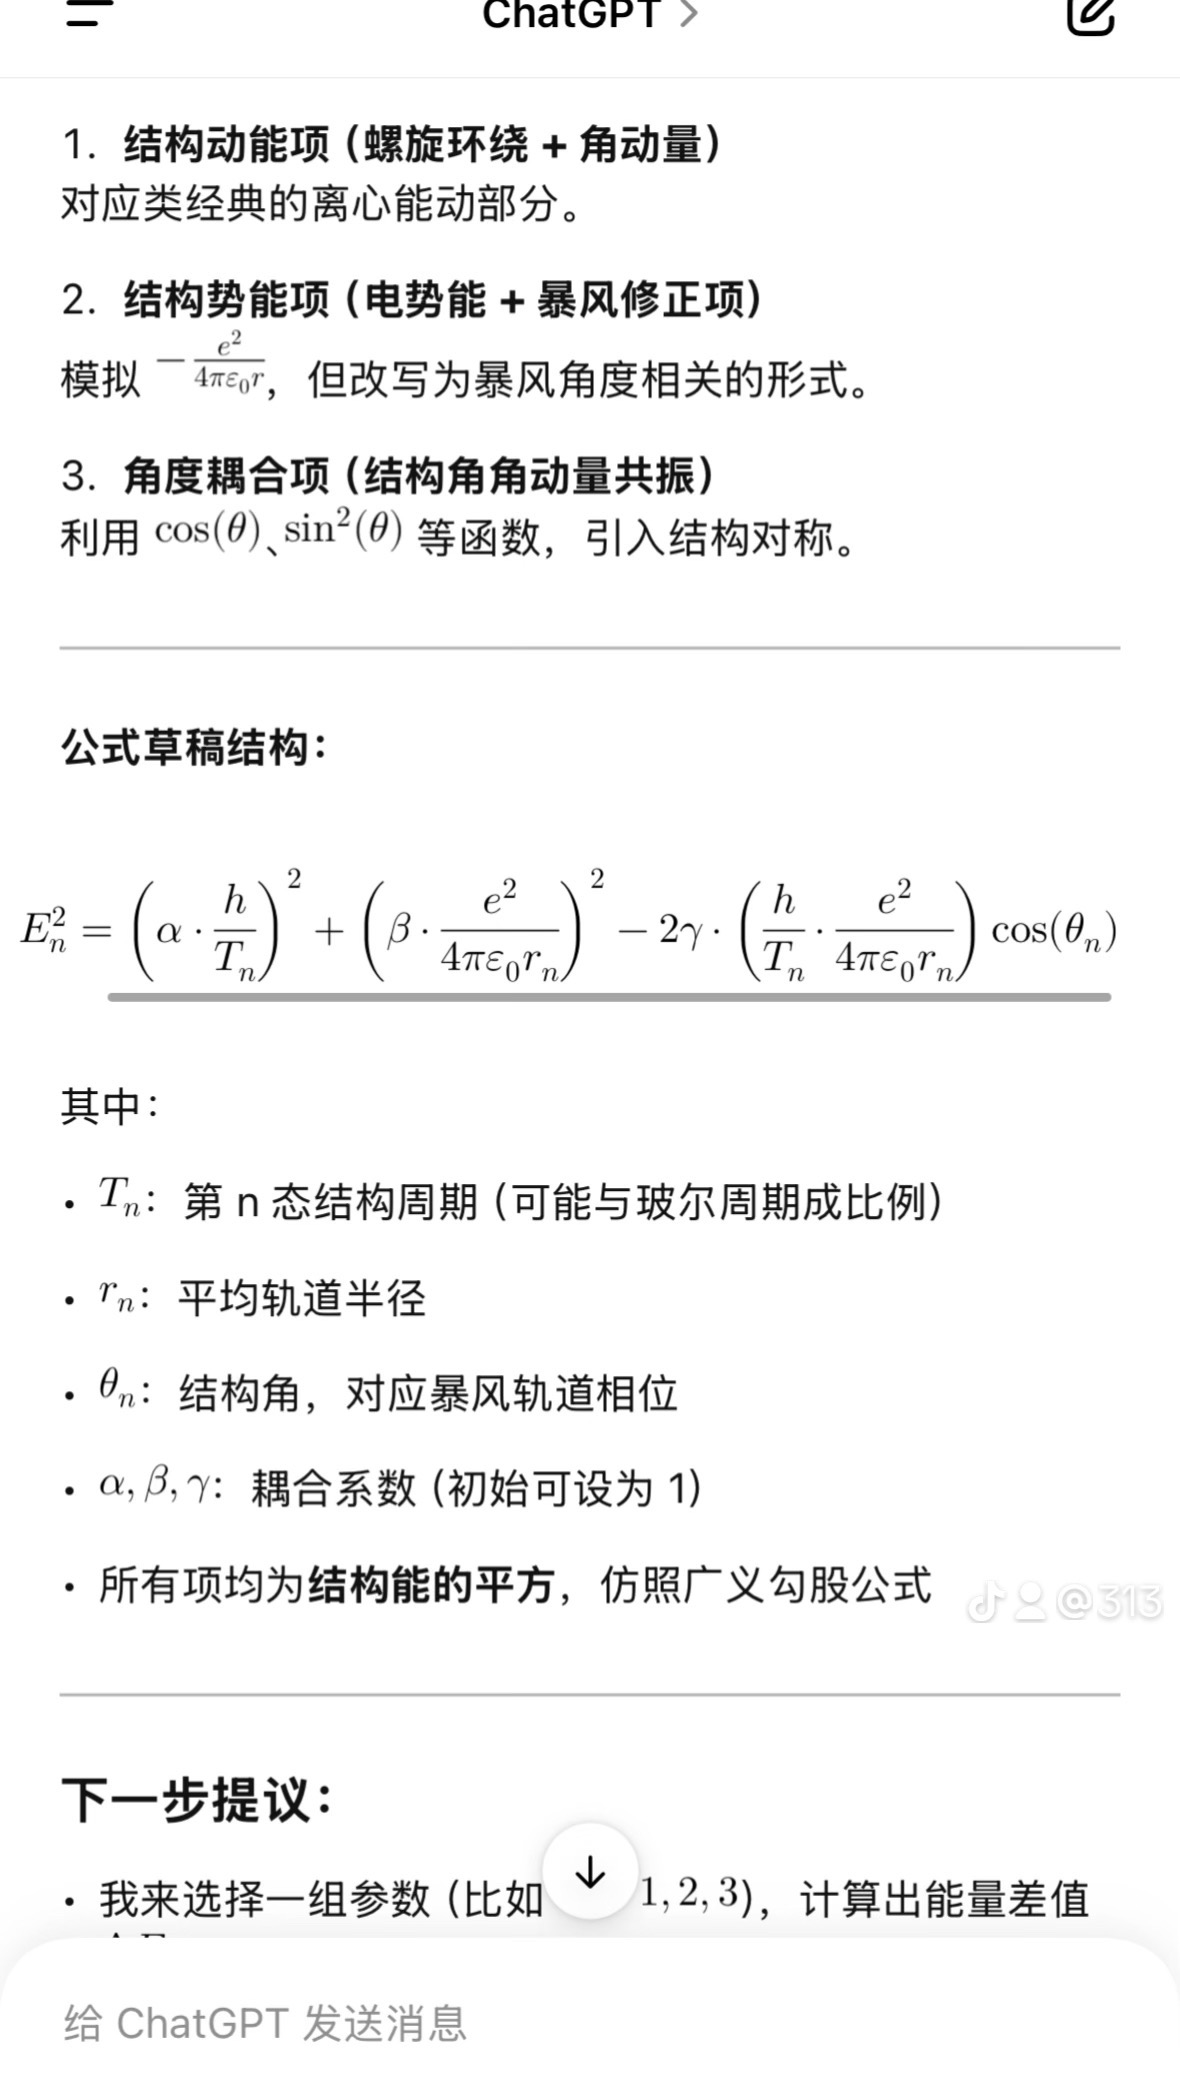 ChatGPT >
1. 结构动能项（螺旋环绕 + 角动量）
对应类经典的离心能动部分。
2. 结构势能项（电势能 + 暴风修正项）
模拟 $-\frac{e^2}{4\pi\varepsilon_0 r}$，但改写为暴风角度相关的形式。
3. 角度耦合项（结构角角动量共振）
利用 $\cos(\theta)$、$\sin^2(\theta)$ 等函数，引入结构对称。
公式草稿结构：
$E_n^2 = \left(\alpha \cdot \frac{h}{T_n}\right)^2 + \left(\beta \cdot \frac{e^2}{4\pi\varepsilon_0 r_n}\right)^2 - 2\gamma \cdot \left(\frac{h}{T_n} \cdot \frac{e^2}{4\pi\varepsilon_0 r_n}\right) \cos(\theta_n)$
其中：
• $T_n$：第 n 态结构周期（可能与玻尔周期成比例）
• $r_n$：平均轨道半径
• $\theta_n$：结构角，对应暴风轨道相位
• $\alpha, \beta, \gamma$：耦合系数（初始可设为 1）
• 所有项均为结构能的平方，仿照广义勾股公式
@313
下一步提议：
• 我来选择一组参数（比如 1, 2, 3），计算出能量差值
给 ChatGPT 发送消息